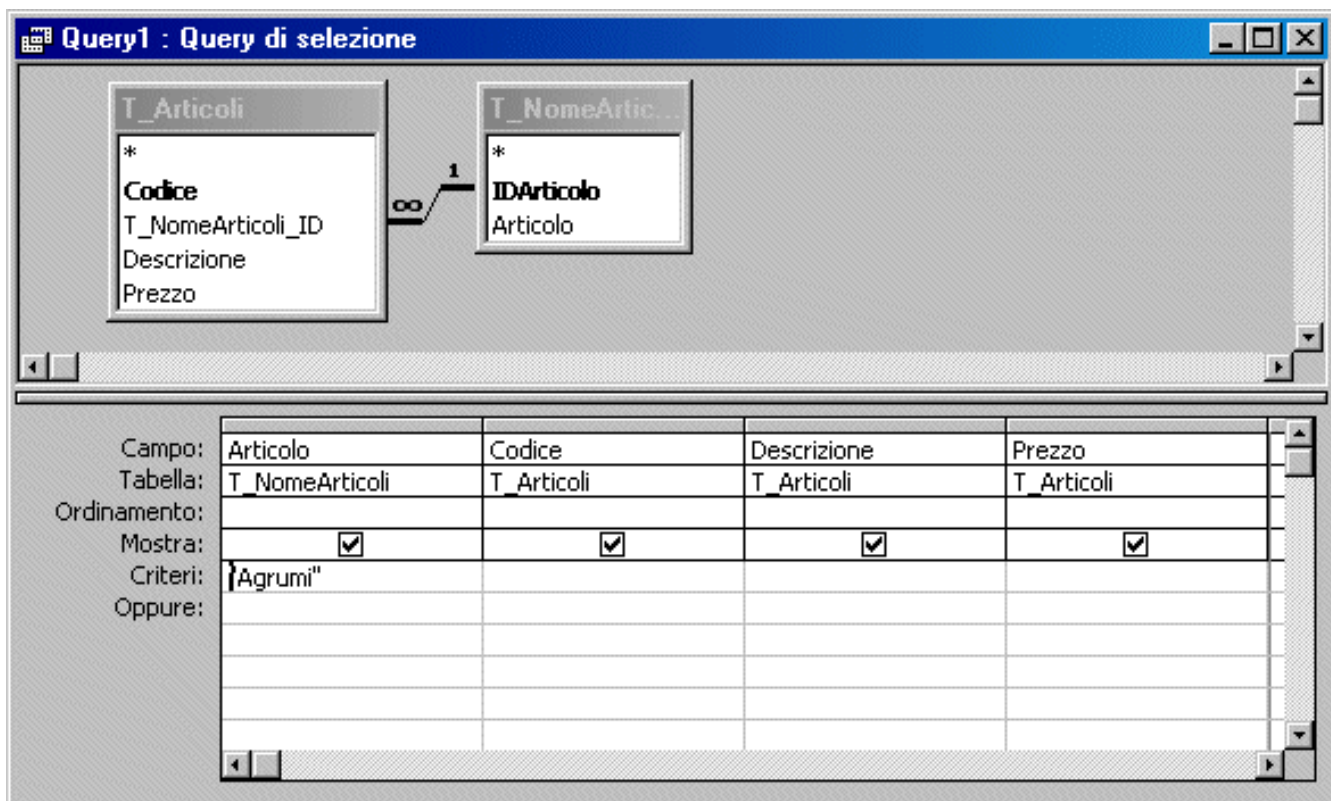 Query1 : Query di selezione
T_Articoli
*
Codice
T_NomeArticoli_ID
Descrizione
Prezzo
∞
1
T_NomeArtic...
*
IDArticolo
Articolo
Campo: Articolo Codice Descrizione Prezzo
Tabella: T_NomeArticoli T_Articoli T_Articoli T_Articoli
Ordinamento:
Mostra:
Criteri: "Agrumi"
Oppure: